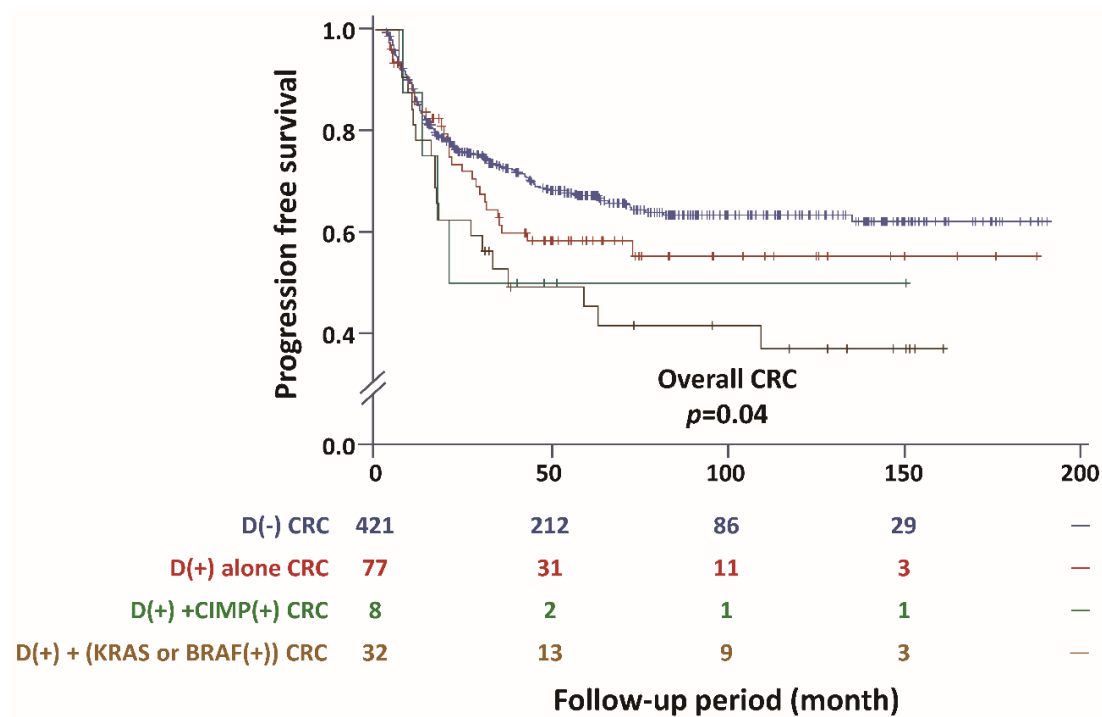 Progression free survival
1.0
0.8
0.6
0.4
0.0
Overall CRC
p=0.04
0 50 100 150 200
D(-) CRC 421 212 86 29 —
D(+) alone CRC 77 31 11 3 —
D(+) +CIMP(+) CRC 8 2 1 1 —
D(+) + (KRAS or BRAF(+)) CRC 32 13 9 3 —
Follow-up period (month)